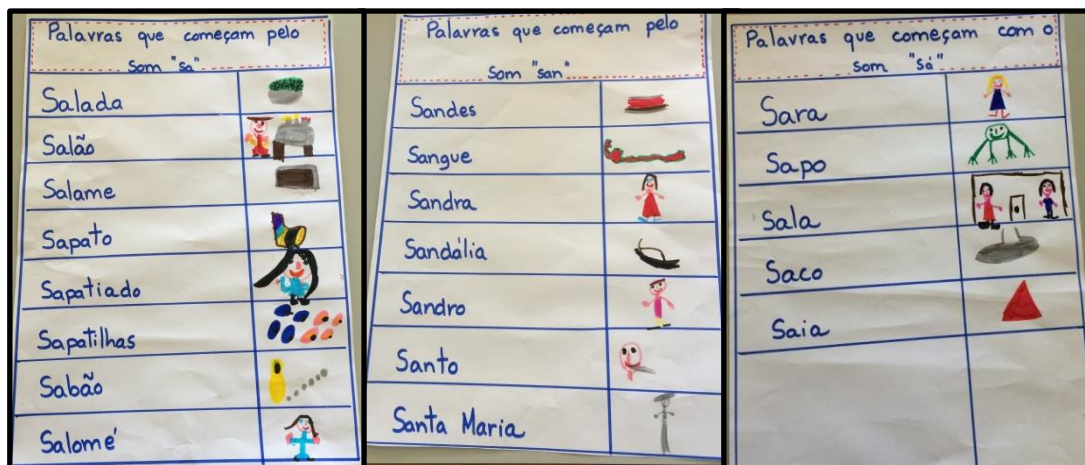 Palavras que começam pelo
som "sa"
Salada
Salão
Salame
Sapato
Sapatiado
Sapatilhas
Sabão
Salomé
Palavras que começam pelo
som "san"
Sandes
Sangue
Sandra
Sandália
Sandro
Santo
Santa Maria
Palavras que começam com o
som "sá"
Sara
Sapo
Sala
Saco
Saia